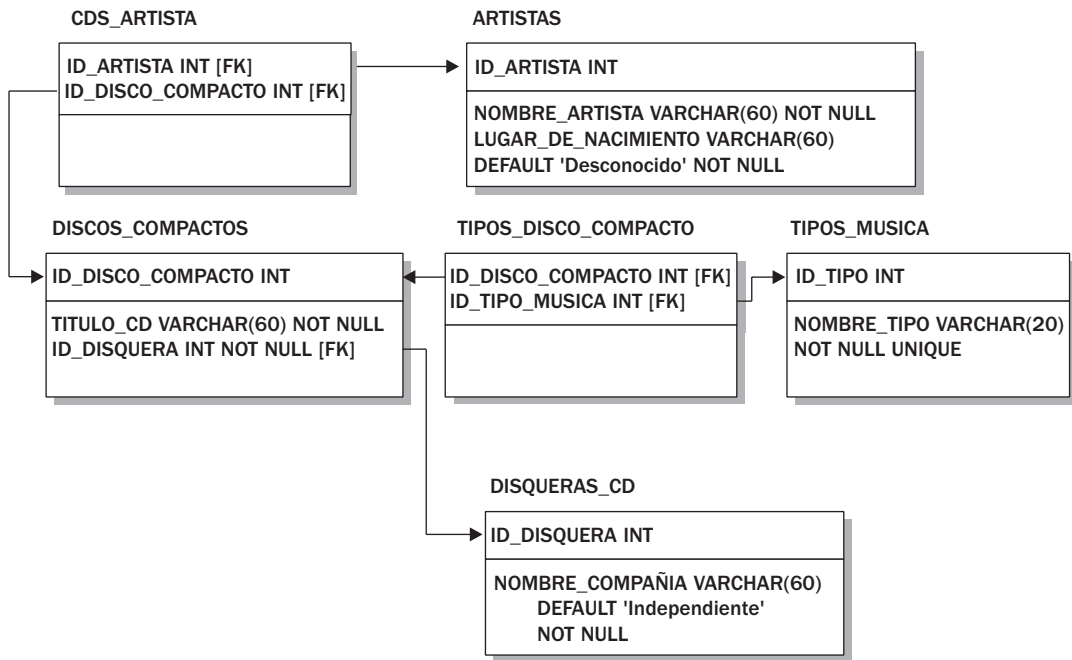 CDS_ARTISTA
ID_ARTISTA INT [FK]
ID_DISCO_COMPACTO INT [FK]
ARTISTAS
ID_ARTISTA INT
NOMBRE_ARTISTA VARCHAR(60) NOT NULL
LUGAR_DE_NACIMIENTO VARCHAR(60)
DEFAULT 'Desconocido' NOT NULL
DISCOS_COMPACTOS
ID_DISCO_COMPACTO INT
TITULO_CD VARCHAR(60) NOT NULL
ID_DISQUERA INT NOT NULL [FK]
TIPOS_DISCO_COMPACTO
ID_DISCO_COMPACTO INT [FK]
ID_TIPO_MUSICA INT [FK]
TIPOS_MUSICA
ID_TIPO INT
NOMBRE_TIPO VARCHAR(20)
NOT NULL UNIQUE
DISQUERAS_CD
ID_DISQUERA INT
NOMBRE_COMPAÑIA VARCHAR(60)
DEFAULT 'Independiente'
NOT NULL